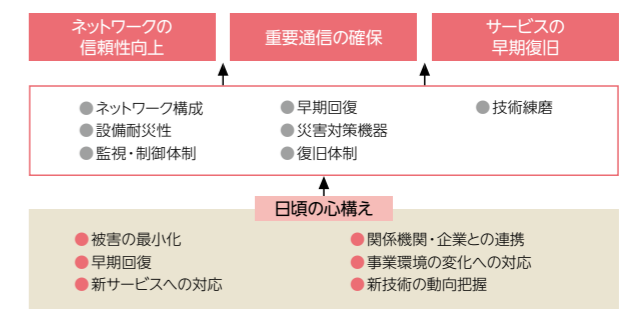 ネットワークの
信頼性向上
重要通信の確保
サービスの
早期復旧
●ネットワーク構成
●設備耐災性
●監視・制御体制
●早期回復
●災害対策機器
●復旧体制
●技術練磨
日頃の心構え
●被害の最小化
●早期回復
●新サービスへの対応
●関係機関・企業との連携
●事業環境の変化への対応
●新技術の動向把握